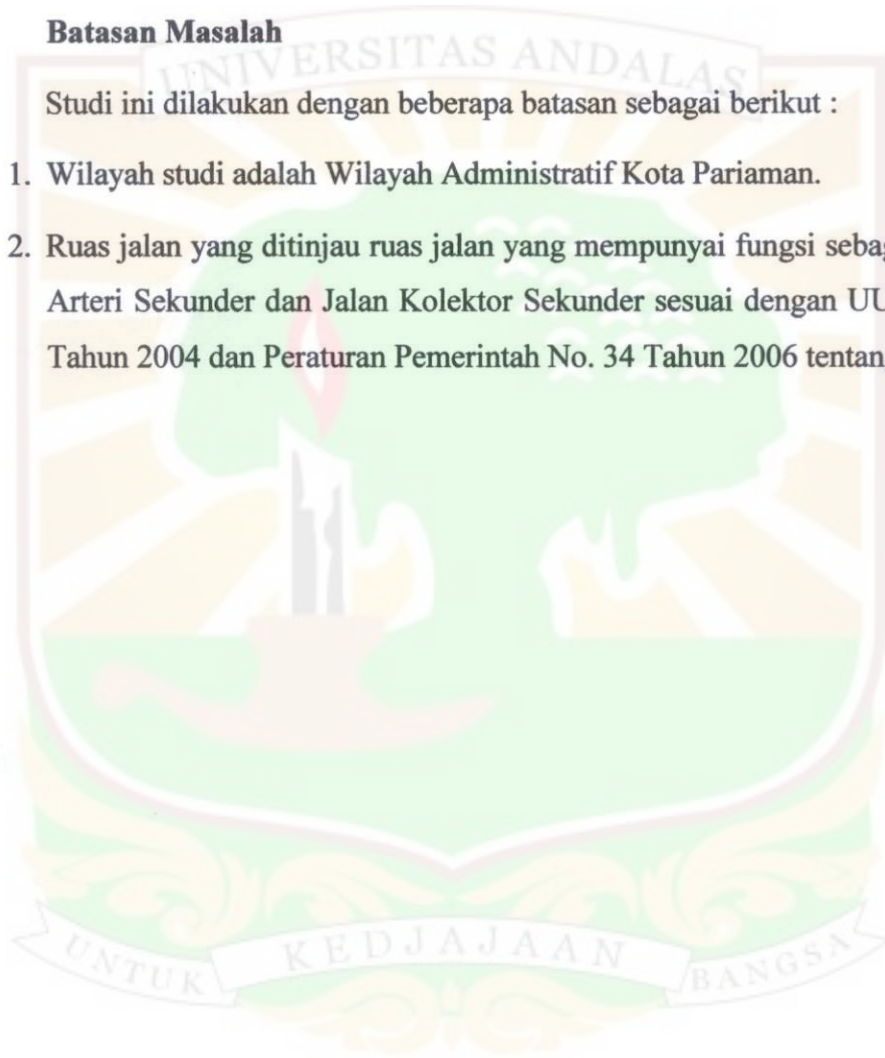 Batasan Masalah
UNIVERSITAS ANDALAS
Studi ini dilakukan dengan beberapa batasan sebagai berikut :
1. Wilayah studi adalah Wilayah Administratif Kota Pariaman.
2. Ruas jalan yang ditinjau ruas jalan yang mempunyai fungsi
Arteri Sekunder dan Jalan Kolektor Sekunder sesuai dengan UU
Tahun 2004 dan Peraturan Pemerintah No. 34 Tahun 2006
UNTUK KEDJAJAAN BANGSA